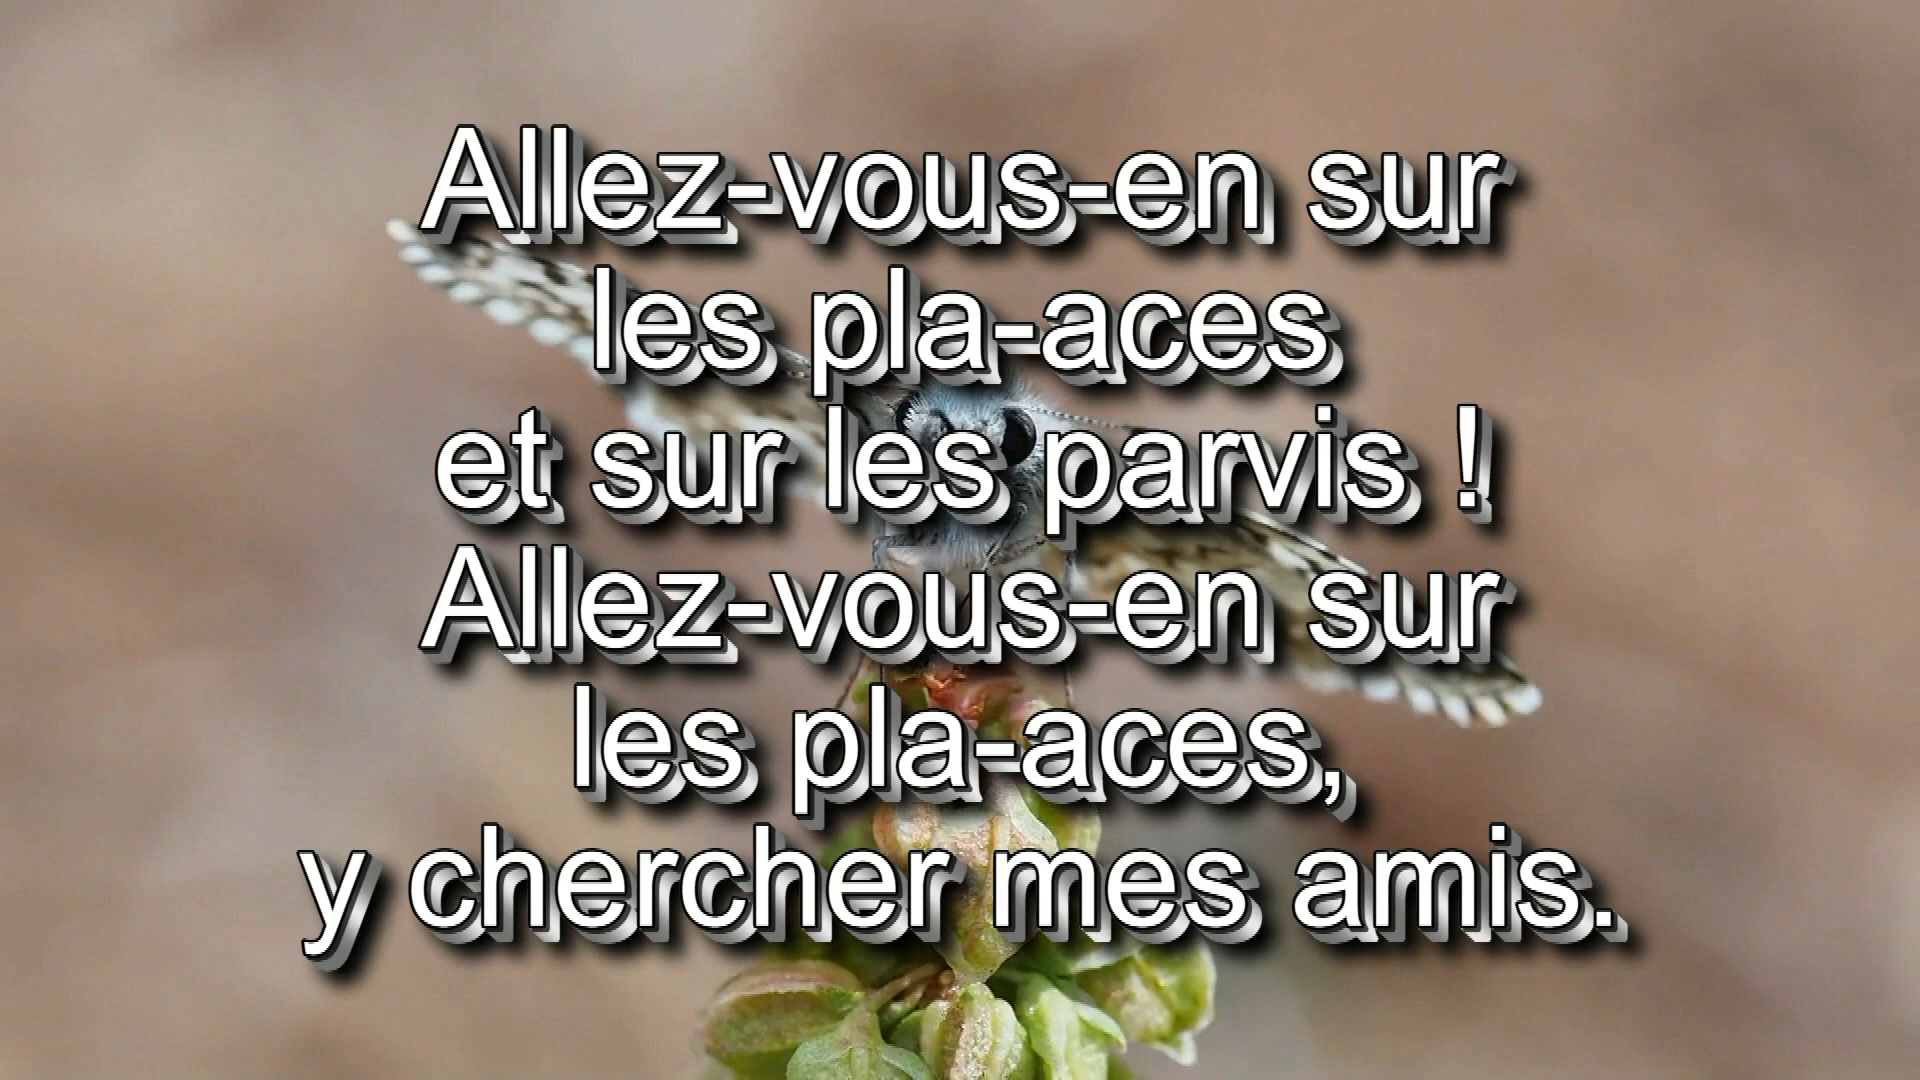 Allez-vous-en sur
les pla-aces
et sur les parvis !
Allez-vous-en sur
les pla-aces,
y chercher mes amis.